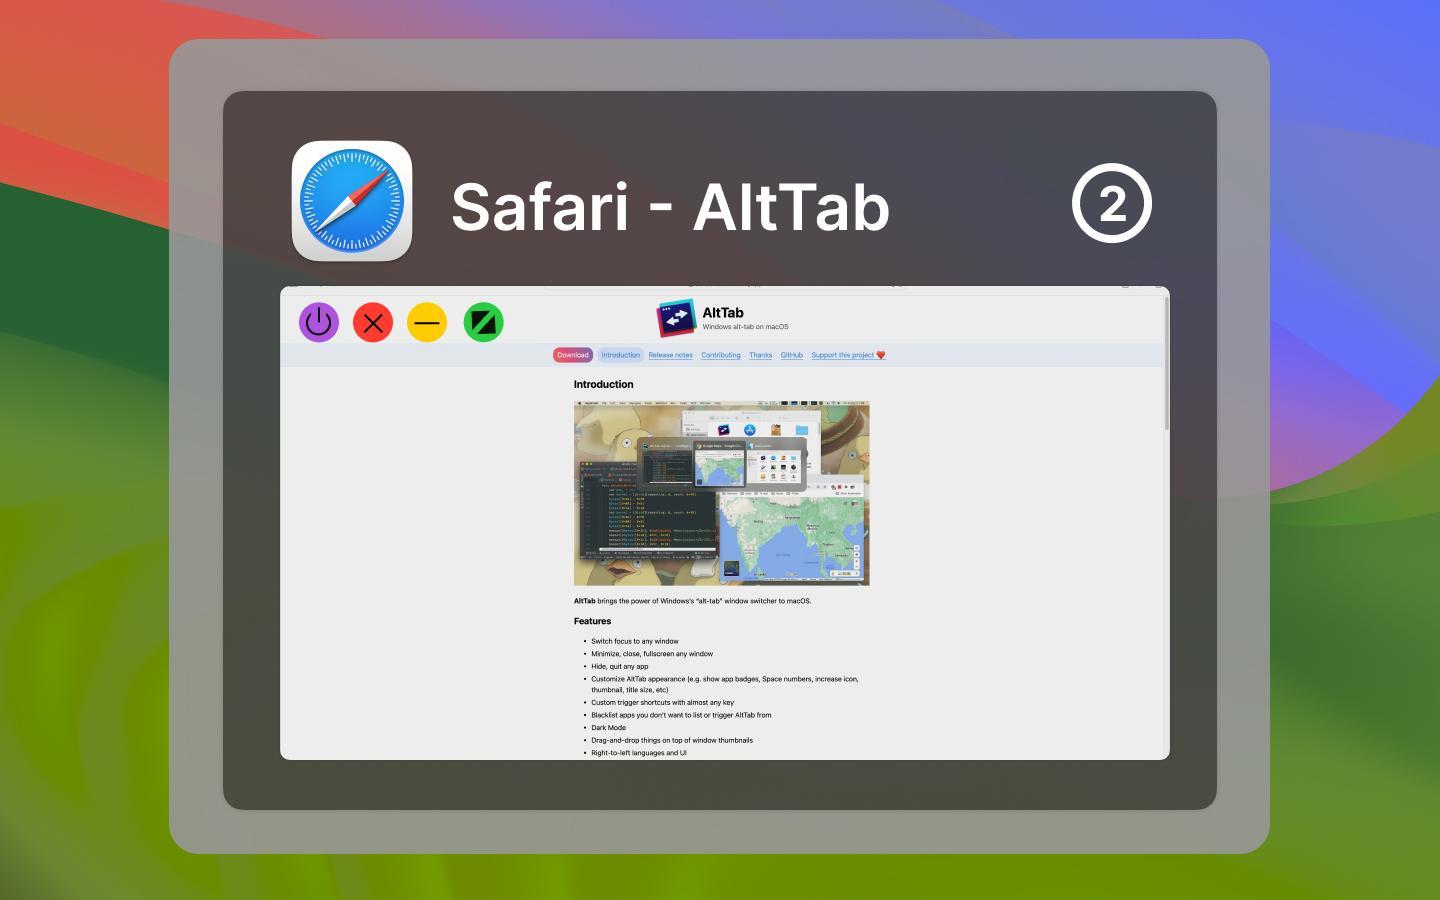 Safari - AltTab
2
AltTab
Windows alt-tab on macOS
Download Introduction Release notes Contributing Thanks GitHub Support this project ❤️
Introduction
AltTab brings the power of Windows's "alt-tab" window switcher to macOS.
Features
• Switch focus to any window
• Minimize, close, fullscreen any window
• Hide, quit any app
• Customize AltTab appearance (e.g. show app badges, Space numbers, increase icon,
thumbnail, title size, etc)
• Custom trigger shortcuts with almost any key
• Blacklist apps you don't want to list or trigger AltTab from
• Dark Mode
• Drag-and-drop things on top of window thumbnails
• Right-to-left languages and UI